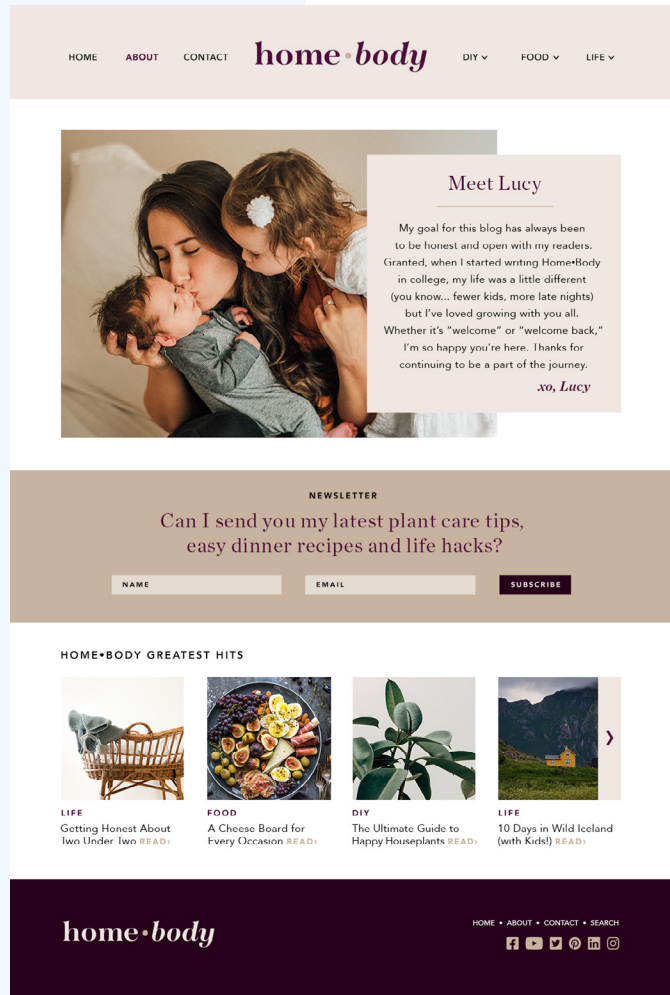 HOME ABOUT CONTACT home•body DIY FOOD LIFE
Meet Lucy
My goal for this blog has always been
to be honest and open with my readers.
Granted, when I started writing Home•Body
in college, my life was a little different
(you know... fewer kids, more late nights)
but I’ve loved growing with you all.
Whether it’s “welcome” or “welcome back,”
I’m so happy you’re here. Thanks for
continuing to be a part of the journey.
xo, Lucy
NEWSLETTER
Can I send you my latest plant care tips,
easy dinner recipes and life hacks?
NAME EMAIL SUBSCRIBE
HOME•BODY GREATEST HITS
LIFE
Getting Honest About
Two Under Two READ›
FOOD
A Cheese Board for
Every Occasion READ›
DIY
The Ultimate Guide to
Happy Houseplants READ›
LIFE
10 Days in Wild Iceland
(with Kids!) READ›
home•body
HOME • ABOUT • CONTACT • SEARCH